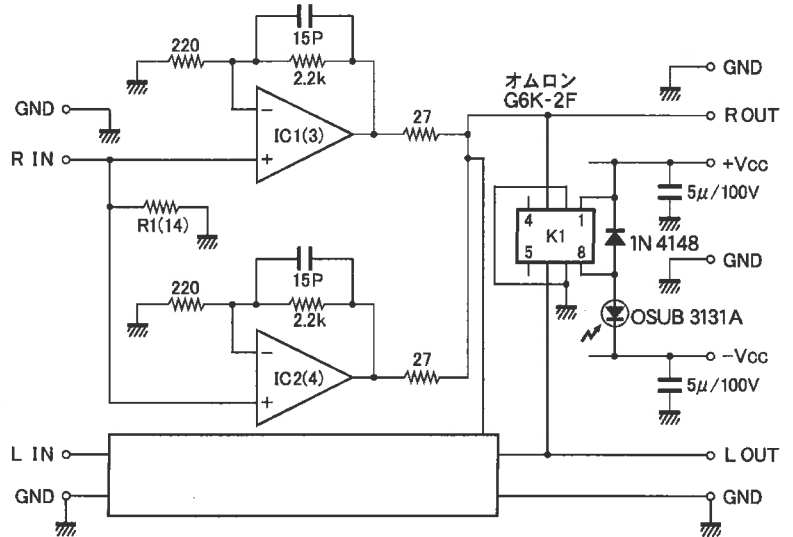 15P
220
2.2k
オムロン
G6K-2F
GND
GND
27
R OUT
IC1(3)
−
+
R IN
+Vcc
5μ/100V
4
1
R1(14)
K1
1N 4148
5
8
GND
15P
220
2.2k
OSUB 3131A
27
−Vcc
−
IC2(4)
5μ/100V
+
L IN
L OUT
GND
GND